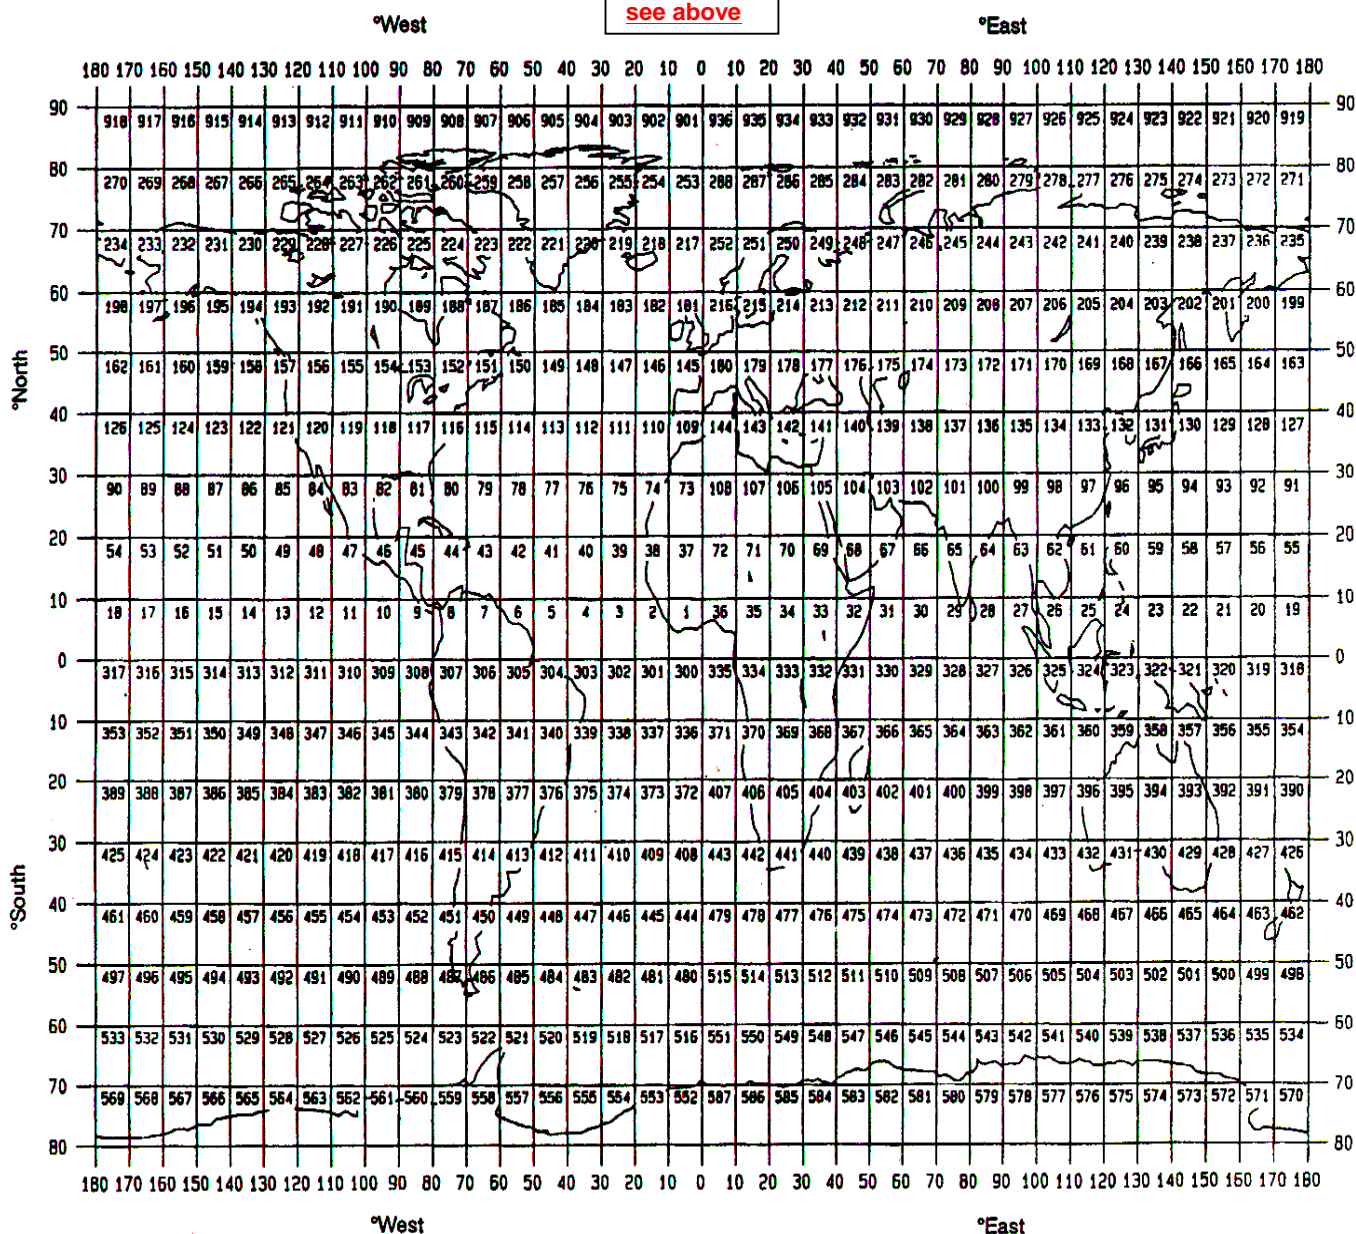 see above
°West °East
180 170 160 150 140 130 120 110 100 90 80 70 60 50 40 30 20 10 0 10 20 30 40 50 60 70 80 90 100 110 120 130 140 150 160 170 180
90 90
918 917 916 915 914 913 912 911 910 909 908 907 906 905 904 903 902 901 936 935 934 933 932 931 930 929 928 927 926 925 924 923 922 921 920 919
80 80
270 269 268 267 266 265 264 263 262 261 260 259 258 257 256 255 254 253 288 287 286 285 284 283 282 281 280 279 278 277 276 275 274 273 272 271
70 70
234 233 232 231 230 229 228 227 226 225 224 223 222 221 220 219 218 217 252 251 250 249 248 247 246 245 244 243 242 241 240 239 238 237 236 235
60 60
198 197 196 195 194 193 192 191 190 189 188 187 186 185 184 183 182 181 216 215 214 213 212 211 210 209 208 207 206 205 204 203 202 201 200 199
50 50
162 161 160 159 158 157 156 155 154 153 152 151 150 149 148 147 146 145 180 179 178 177 176 175 174 173 172 171 170 169 168 167 166 165 164 163
°North
40 40
126 125 124 123 122 121 120 119 118 117 116 115 114 113 112 111 110 109 144 143 142 141 140 139 138 137 136 135 134 133 132 131 130 129 128 127
30 30
90 89 88 87 86 85 84 83 82 81 80 79 78 77 76 75 74 73 108 107 106 105 104 103 102 101 100 99 98 97 96 95 94 93 92 91
20 20
54 53 52 51 50 49 48 47 46 45 44 43 42 41 40 39 38 37 72 71 70 69 68 67 66 65 64 63 62 61 60 59 58 57 56 55
10 10
18 17 16 15 14 13 12 11 10 9 8 7 6 5 4 3 2 1 36 35 34 33 32 31 30 29 28 27 26 25 24 23 22 21 20 19
0 0
317 316 315 314 313 312 311 310 309 308 307 306 305 304 303 302 301 300 335 334 333 332 331 330 329 328 327 326 325 324 323 322 321 320 319 318
10 10
353 352 351 350 349 348 347 346 345 344 343 342 341 340 339 338 337 336 371 370 369 368 367 366 365 364 363 362 361 360 359 358 357 356 355 354
20 20
389 388 387 386 385 384 383 382 381 380 379 378 377 376 375 374 373 372 407 406 405 404 403 402 401 400 399 398 397 396 395 394 393 392 391 390
30 30
425 424 423 422 421 420 419 418 417 416 415 414 413 412 411 410 409 408 443 442 441 440 439 438 437 436 435 434 433 432 431 430 429 428 427 426
°South
40 40
461 460 459 458 457 456 455 454 453 452 451 450 449 448 447 446 445 444 479 478 477 476 475 474 473 472 471 470 469 468 467 466 465 464 463 462
50 50
497 496 495 494 493 492 491 490 489 488 487 486 485 484 483 482 481 480 515 514 513 512 511 510 509 508 507 506 505 504 503 502 501 500 499 498
60 60
533 532 531 530 529 528 527 526 525 524 523 522 521 520 519 518 517 516 551 550 549 548 547 546 545 544 543 542 541 540 539 538 537 536 535 534
70 70
569 568 567 566 565 564 563 562 561 560 559 558 557 556 555 554 553 552 587 586 585 584 583 582 581 580 579 578 577 576 575 574 573 572 571 570
80 80
180 170 160 150 140 130 120 110 100 90 80 70 60 50 40 30 20 10 0 10 20 30 40 50 60 70 80 90 100 110 120 130 140 150 160 170 180
°West °East